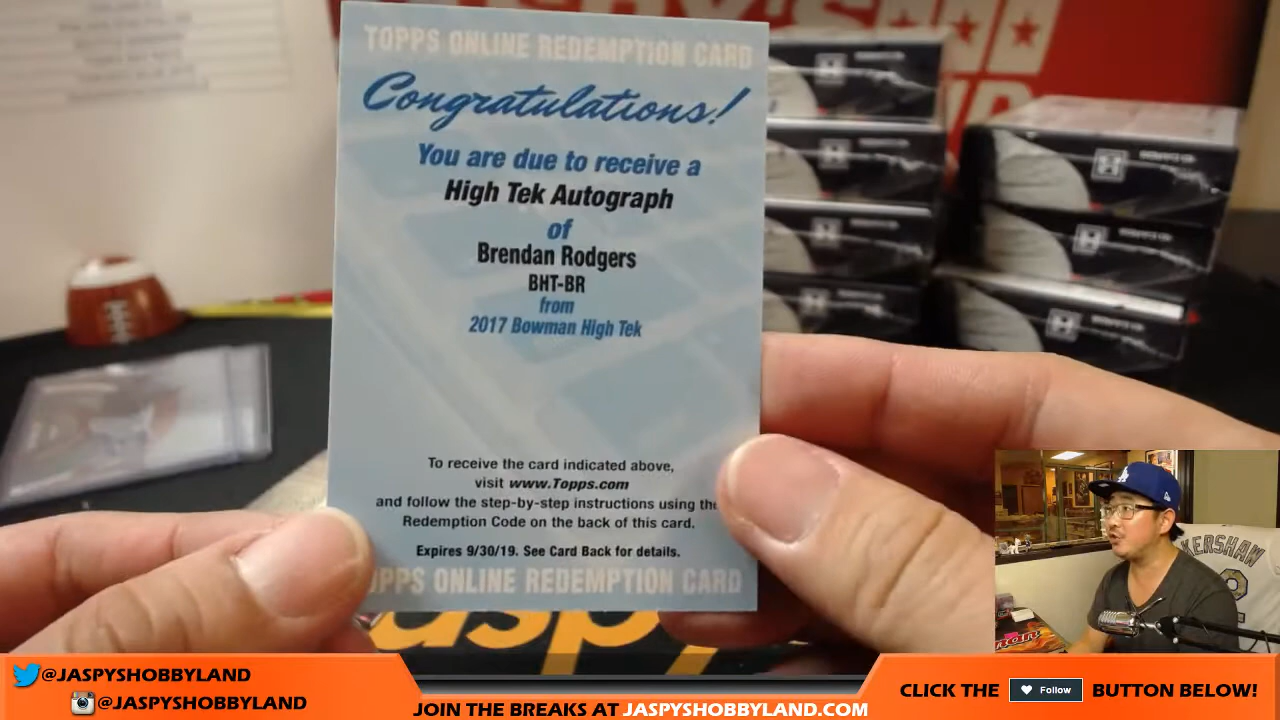 TOPPS ONLINE REDEMPTION CARD
Congratulations!
You are due to receive a
High Tek Autograph
of
Brendan Rodgers
BHT-BR
from
2017 Bowman High Tek
To receive the card indicated above,
visit www.Topps.com
and follow the step-by-step instructions using the
Redemption Code on the back of this card.
Expires 9/30/19. See Card Back for details.
OPPS ONLINE REDEMPTION CARD
KERSHAW
@JASPYSHOBBYLAND
@JASPYSHOBBYLAND
JOIN THE BREAKS AT JASPYSHOBBYLAND.COM
CLICK THE Follow BUTTON BELOW!